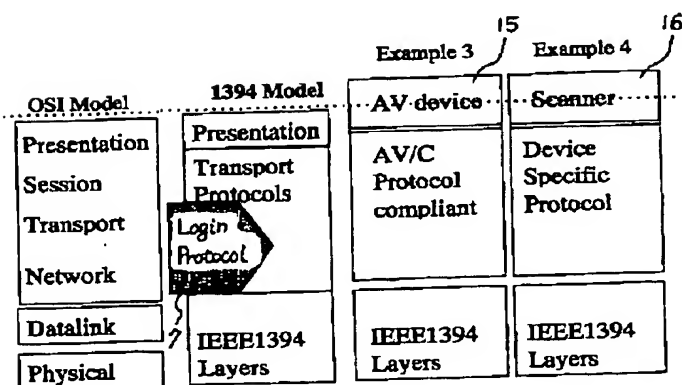 15
16
Example 3
Example 4
OSI Model
1394 Model
AV device
Scanner
Presentation
Session
Transport
Network
Datalink
Physical
Presentation
Transport
Protocols
Login
Protocol
7
IEEE1394
Layers
AV/C
Protocol
compliant
IEEE1394
Layers
Device
Specific
Protocol
IEEE1394
Layers